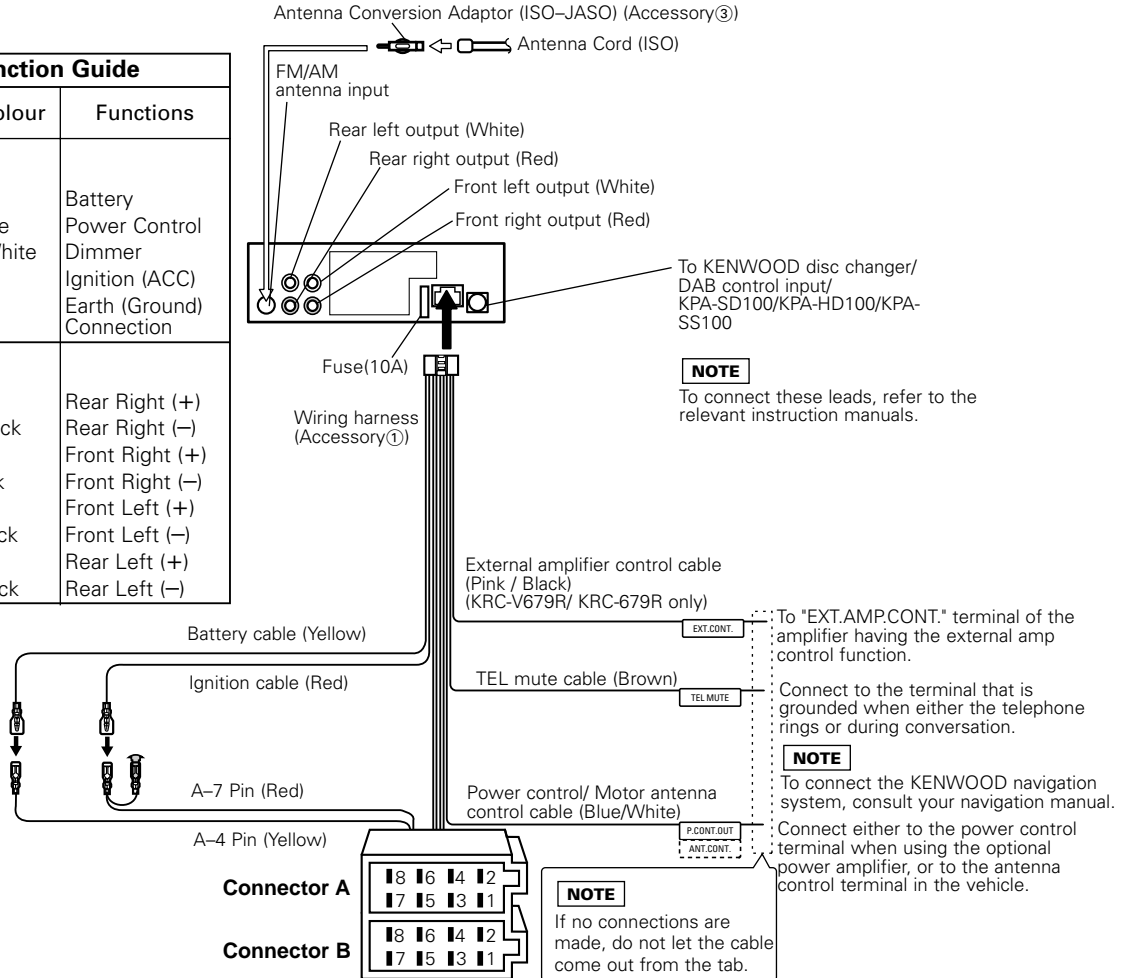 Antenna Conversion Adaptor (ISO–JASO) (Accessory③)
Antenna Cord (ISO)
FM/AM
antenna input
Rear left output (White)
Rear right output (Red)
Front left output (White)
Front right output (Red)
To KENWOOD disc changer/
DAB control input/
KPA-SD100/KPA-HD100/KPA-
SS100
NOTE
To connect these leads, refer to the
relevant instruction manuals.
Fuse(10A)
Wiring harness
(Accessory①)
Guide
Functions
Battery
Power Control
Dimmer
Ignition (ACC)
Earth (Ground)
Connection
Rear Right (+)
Rear Right (–)
Front Right (+)
Front Right (–)
Front Left (+)
Front Left (–)
Rear Left (+)
Rear Left (–)
External amplifier control cable
(Pink / Black)
(KRC-V679R/ KRC-679R only)
EXT.CONT.
To "EXT.AMP.CONT." terminal of the
amplifier having the external amp
control function.
Battery cable (Yellow)
Ignition cable (Red)
TEL mute cable (Brown)
TEL MUTE
Connect to the terminal that is
grounded when either the telephone
rings or during conversation.
NOTE
To connect the KENWOOD navigation
system, consult your navigation manual.
A–7 Pin (Red)
A–4 Pin (Yellow)
Power control/ Motor antenna
control cable (Blue/White)
P.CONT.OUT
ANT.CONT.
Connect either to the power control
terminal when using the optional
power amplifier, or to the antenna
control terminal in the vehicle.
Connector A
8 6 4 2
7 5 3 1
Connector B
8 6 4 2
7 5 3 1
NOTE
If no connections are
made, do not let the cable
come out from the tab.